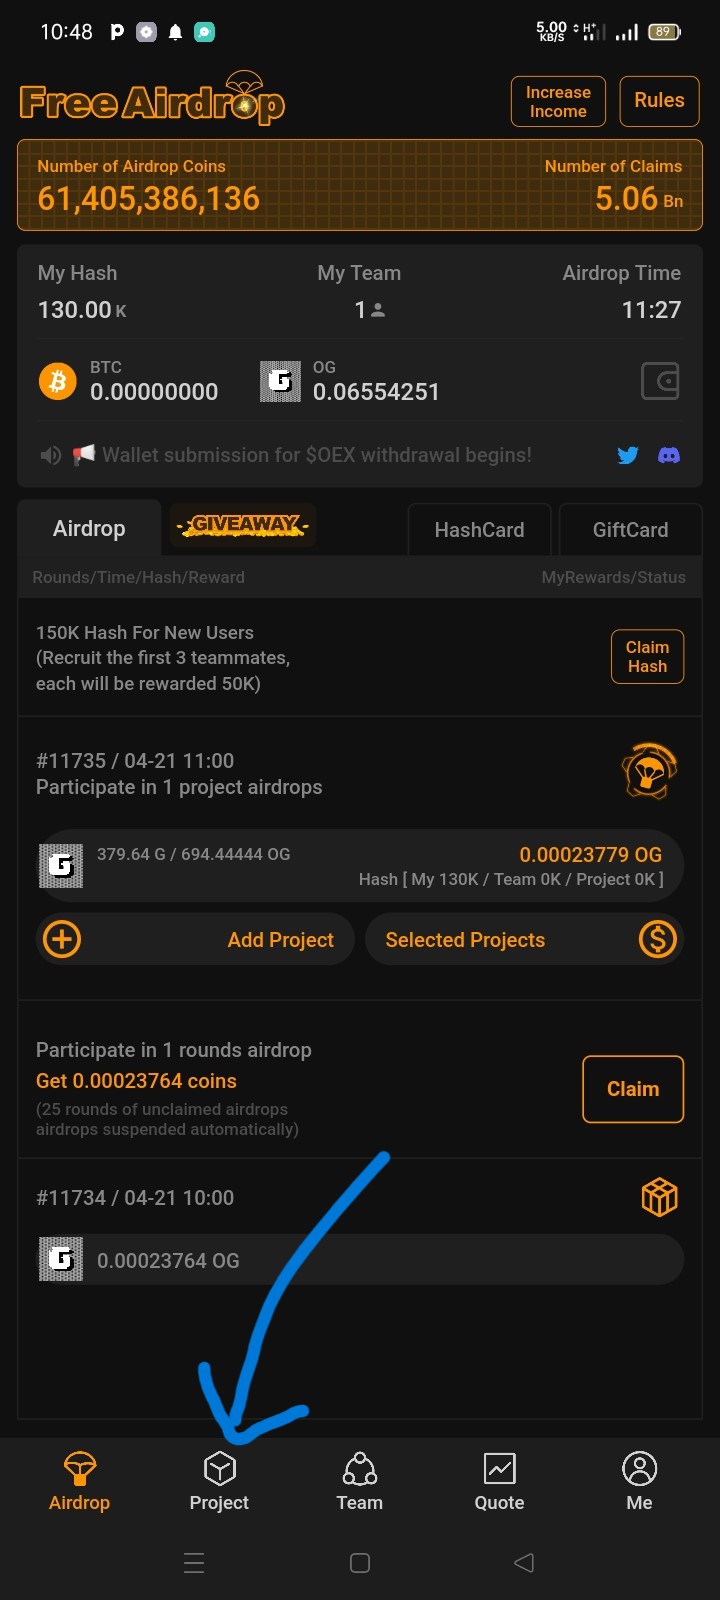 10:48
5.00 KB/S H+ 89
Free Airdrop
Increase Income
Rules
Number of Airdrop Coins
61,405,386,136
Number of Claims
5.06 Bn
My Hash
130.00 K
My Team
1
Airdrop Time
11:27
BTC
0.00000000
G
OG
0.06554251
Wallet submission for $OEX withdrawal begins!
Airdrop
GIVEAWAY
HashCard
GiftCard
Rounds/Time/Hash/Reward
MyRewards/Status
150K Hash For New Users
(Recruit the first 3 teammates,
each will be rewarded 50K)
Claim
Hash
#11735 / 04-21 11:00
Participate in 1 project airdrops
G
379.64 G / 694.44444 OG
0.00023779 OG
Hash [ My 130K / Team 0K / Project 0K ]
Add Project
Selected Projects
Participate in 1 rounds airdrop
Get 0.00023764 coins
(25 rounds of unclaimed airdrops
airdrops suspended automatically)
Claim
#11734 / 04-21 10:00
G
0.00023764 OG
Airdrop
Project
Team
Quote
Me